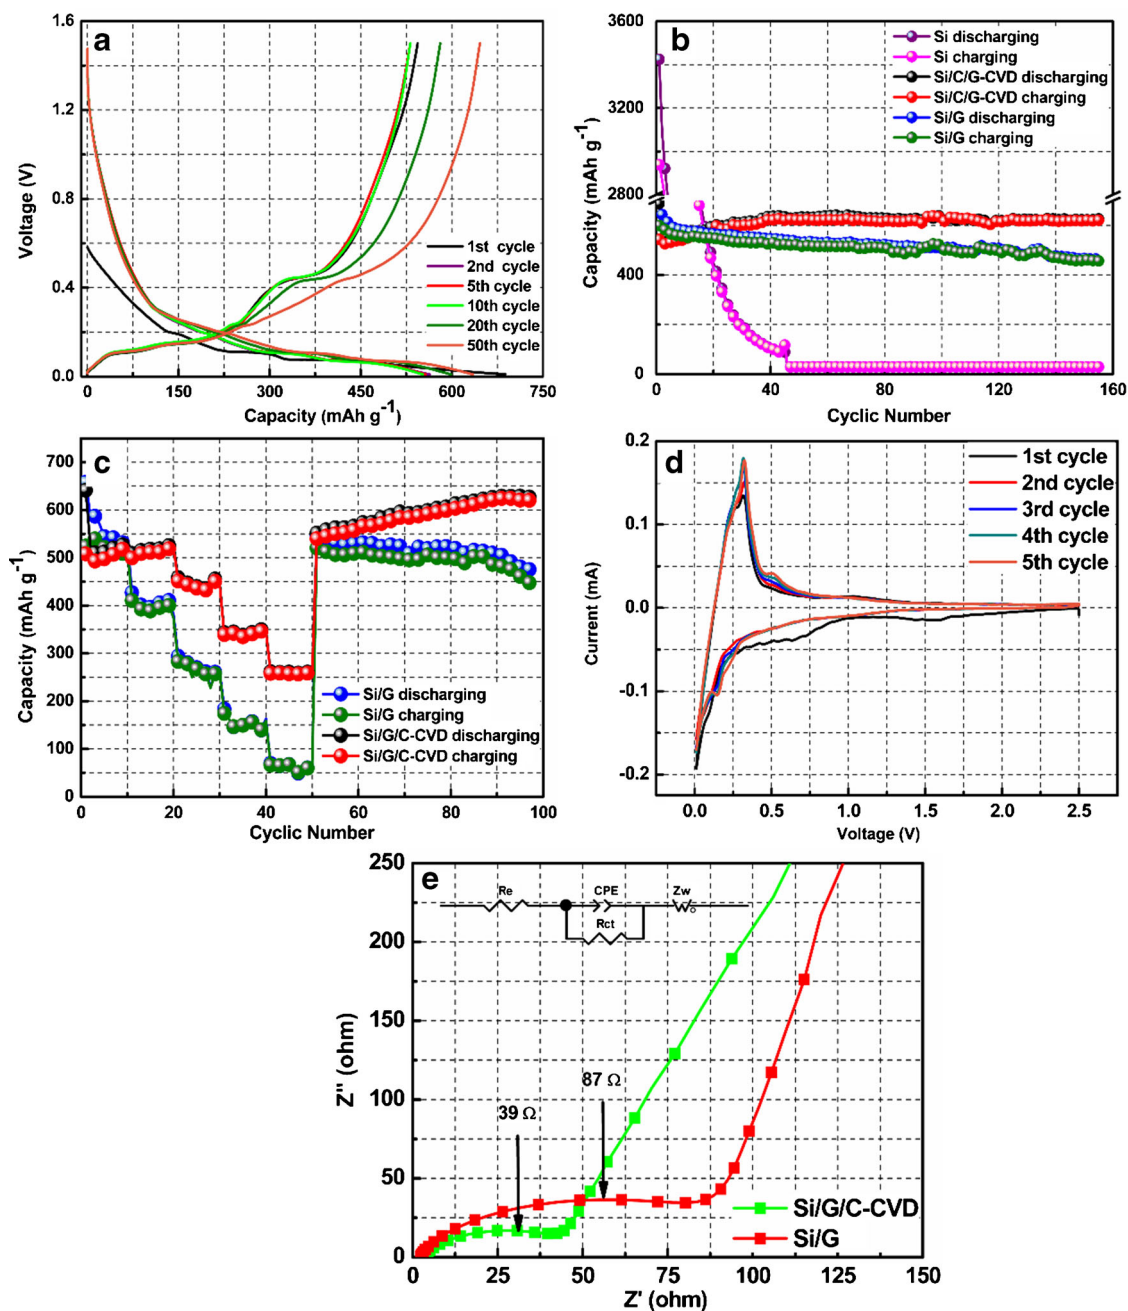 a
1.6
1.2
0.8
0.4
0.0
Voltage (V)
1st cycle
2nd cycle
5th cycle
10th cycle
20th cycle
50th cycle
0 150 300 450 600 750
Capacity (mAh g⁻¹)
b
3600
3200
2800
400
0
Capacity (mAh g⁻¹)
Si discharging
Si charging
Si/C/G-CVD discharging
Si/C/G-CVD charging
Si/G discharging
Si/G charging
0 40 80 120 160
Cyclic Number
c
700
600
500
400
300
200
100
0
Capacity (mAh g⁻¹)
Si/G discharging
Si/G charging
Si/G/C-CVD discharging
Si/G/C-CVD charging
0 20 40 60 80 100
Cyclic Number
d
0.2
0.1
0.0
-0.1
-0.2
Current (mA)
1st cycle
2nd cycle
3rd cycle
4th cycle
5th cycle
0.0 0.5 1.0 1.5 2.0 2.5
Voltage (V)
e
250
200
150
100
50
0
Z'' (ohm)
Re CPE Zw
Rct
87 Ω
39 Ω
Si/G/C-CVD
Si/G
0 25 50 75 100 125 150
Z' (ohm)